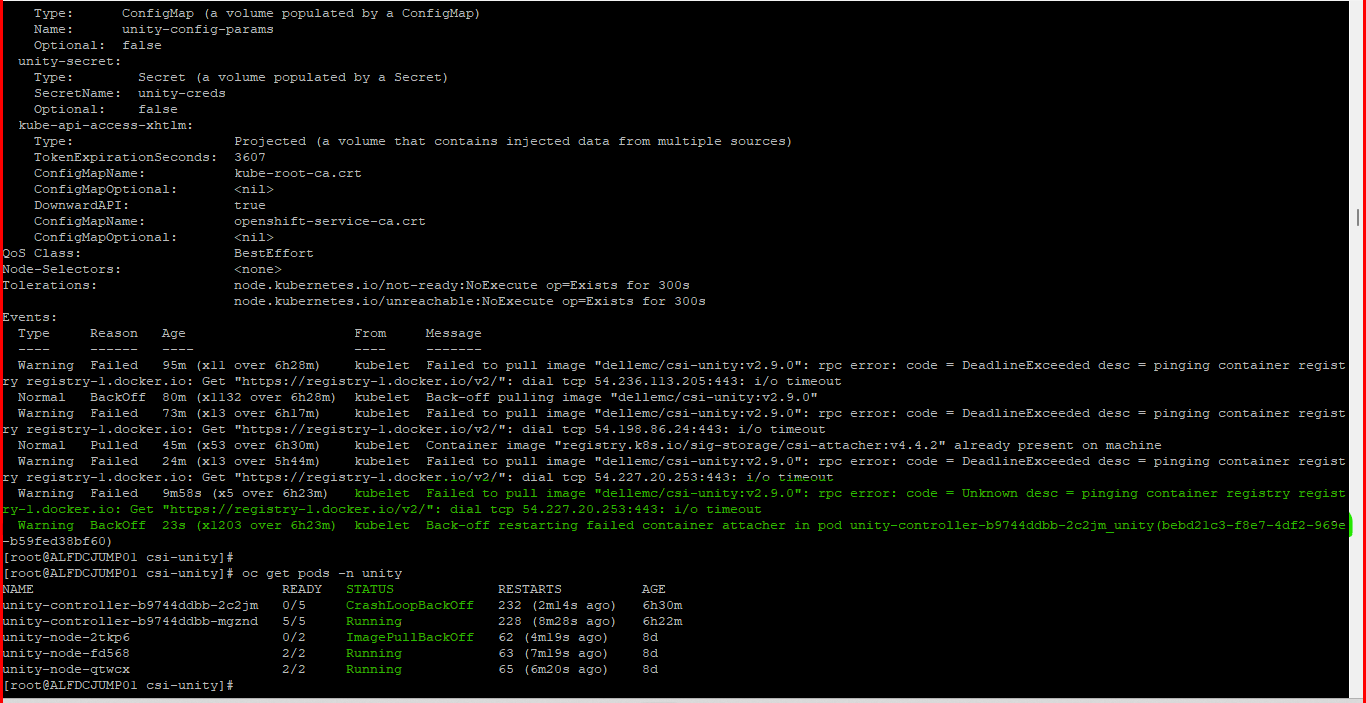 Type:      ConfigMap (a volume populated by a ConfigMap)
    Name:      unity-config-params
    Optional:  false
  unity-secret:
    Type:        Secret (a volume populated by a Secret)
    SecretName:  unity-creds
    Optional:    false
  kube-api-access-xhtlm:
    Type:                    Projected (a volume that contains injected data from multiple sources)
    TokenExpirationSeconds:  3607
    ConfigMapName:           kube-root-ca.crt
    ConfigMapOptional:       <nil>
    DownwardAPI:             true
    ConfigMapName:           openshift-service-ca.crt
    ConfigMapOptional:       <nil>
QoS Class:                   BestEffort
Node-Selectors:              <none>
Tolerations:                 node.kubernetes.io/not-ready:NoExecute op=Exists for 300s
                             node.kubernetes.io/unreachable:NoExecute op=Exists for 300s
Events:
  Type     Reason   Age                     From     Message
  ----     ------   ----                    ----     -------
  Warning  Failed   95m (x11 over 6h28m)    kubelet  Failed to pull image "dellemc/csi-unity:v2.9.0": rpc error: code = DeadlineExceeded desc = pinging container regist
ry registry-1.docker.io: Get "https://registry-1.docker.io/v2/": dial tcp 54.236.113.205:443: i/o timeout
  Normal   BackOff  80m (x1132 over 6h28m)  kubelet  Back-off pulling image "dellemc/csi-unity:v2.9.0"
  Warning  Failed   73m (x13 over 6h17m)    kubelet  Failed to pull image "dellemc/csi-unity:v2.9.0": rpc error: code = DeadlineExceeded desc = pinging container regist
ry registry-1.docker.io: Get "https://registry-1.docker.io/v2/": dial tcp 54.198.86.24:443: i/o timeout
  Normal   Pulled   45m (x53 over 6h30m)    kubelet  Container image "registry.k8s.io/sig-storage/csi-attacher:v4.4.2" already present on machine
  Warning  Failed   24m (x13 over 5h44m)    kubelet  Failed to pull image "dellemc/csi-unity:v2.9.0": rpc error: code = DeadlineExceeded desc = pinging container regist
ry registry-1.docker.io: Get "https://registry-1.docker.io/v2/": dial tcp 54.227.20.253:443: i/o timeout
  Warning  Failed   9m58s (x5 over 6h23m)   kubelet  Failed to pull image "dellemc/csi-unity:v2.9.0": rpc error: code = Unknown desc = pinging container registry regist
ry-1.docker.io: Get "https://registry-1.docker.io/v2/": dial tcp 54.227.20.253:443: i/o timeout
  Warning  BackOff  23s (x1203 over 6h23m)  kubelet  Back-off restarting failed container attacher in pod unity-controller-b9744ddbb-2c2jm_unity(bebd21c3-f8e7-4df2-969e
-b59fed38bf60)
[root@ALFDCJUMP01 csi-unity]#
[root@ALFDCJUMP01 csi-unity]# oc get pods -n unity
NAME                               READY  STATUS             RESTARTS        AGE
unity-controller-b9744ddbb-2c2jm   0/5    CrashLoopBackOff   232 (2m14s ago)   6h30m
unity-controller-b9744ddbb-mgznd   5/5    Running            228 (8m28s ago)   6h22m
unity-node-2tkp6                   0/2    ImagePullBackOff   62 (4m19s ago)    8d
unity-node-fd568                   2/2    Running            63 (7m19s ago)    8d
unity-node-qtwcx                   2/2    Running            65 (6m20s ago)    8d
[root@ALFDCJUMP01 csi-unity]#